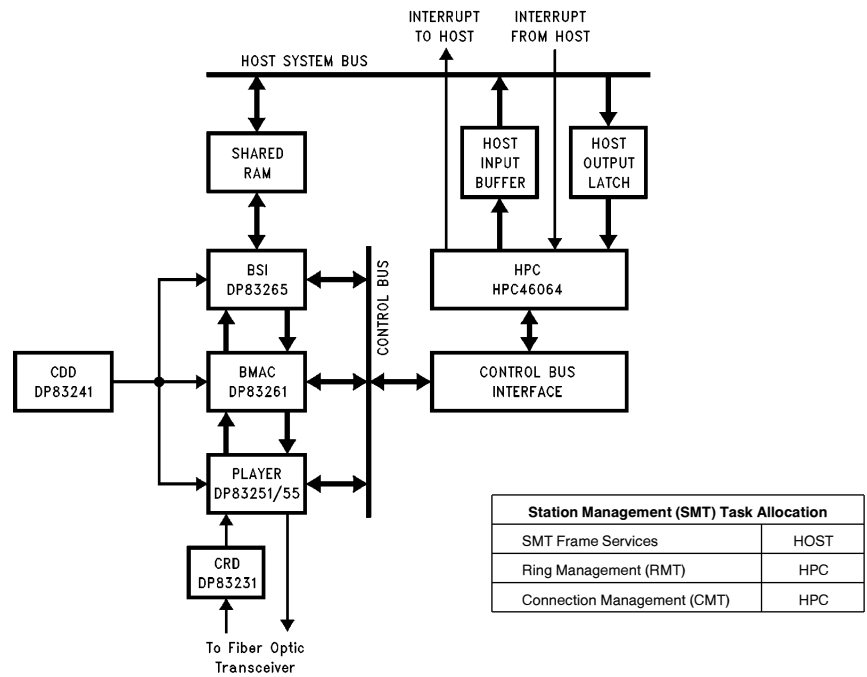 INTERRUPT
TO HOST
INTERRUPT
FROM HOST
HOST SYSTEM BUS
SHARED
RAM
HOST
INPUT
BUFFER
HOST
OUTPUT
LATCH
BSI
DP83265
CONTROL BUS
HPC
HPC46064
CDD
DP83241
BMAC
DP83261
CONTROL BUS
INTERFACE
PLAYER
DP83251/55
CRD
DP83231
To Fiber Optic
Transceiver
Station Management (SMT) Task Allocation
SMT Frame Services HOST
Ring Management (RMT) HPC
Connection Management (CMT) HPC